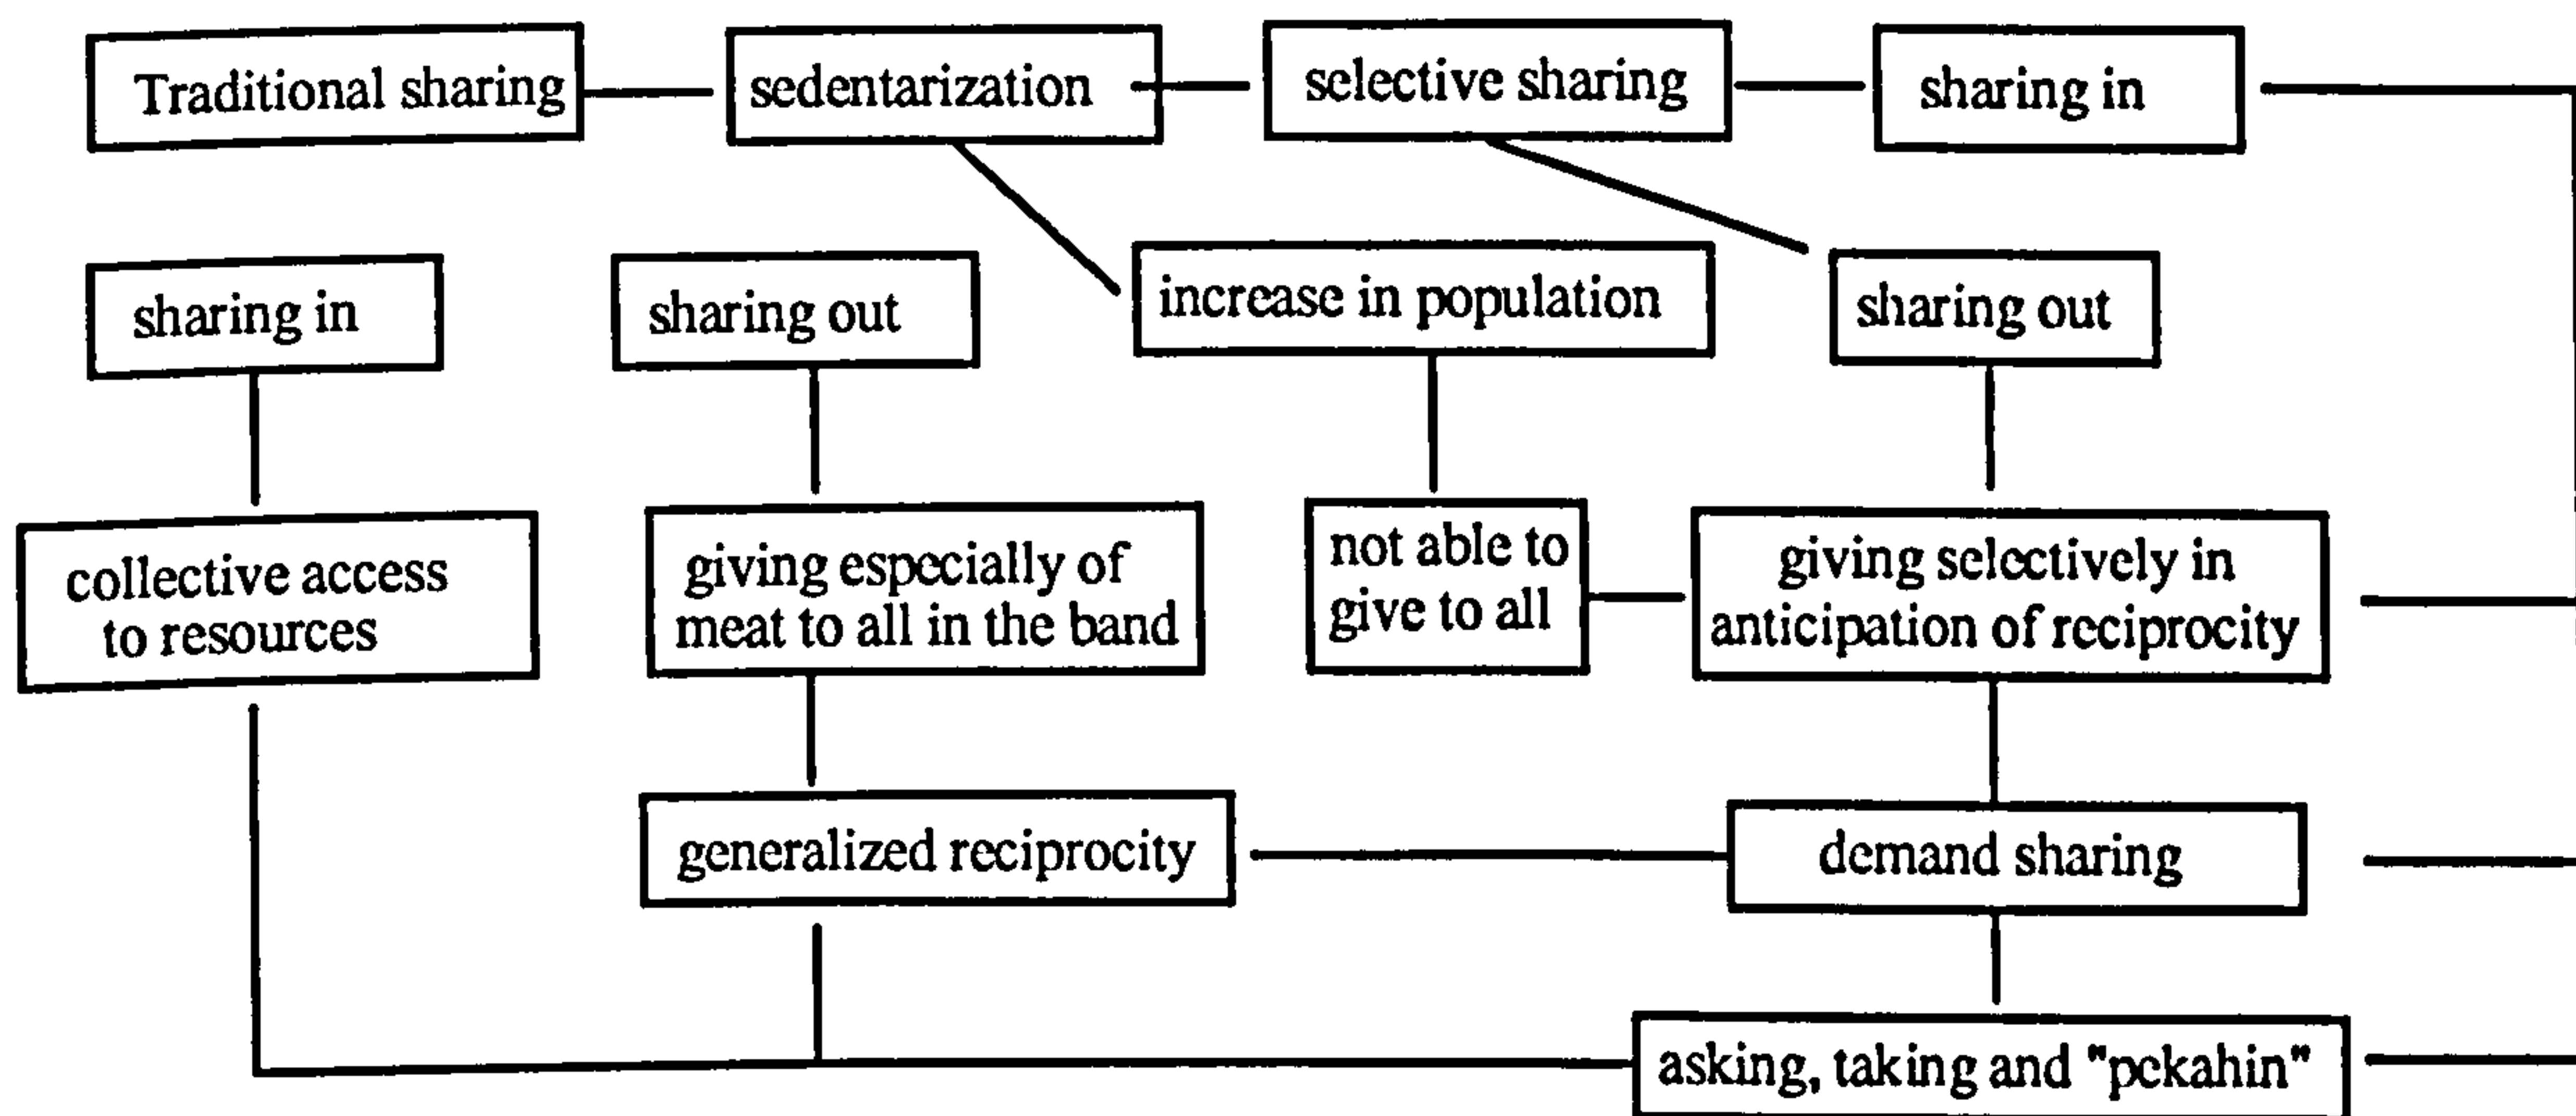 Traditional sharing
sedentarization
selective sharing
sharing in
sharing in
sharing out
increase in population
sharing out
collective access
to resources
giving especially of
meat to all in the band
not able to
give to all
giving selectively in
anticipation of reciprocity
generalized reciprocity
demand sharing
asking, taking and "pekahin"